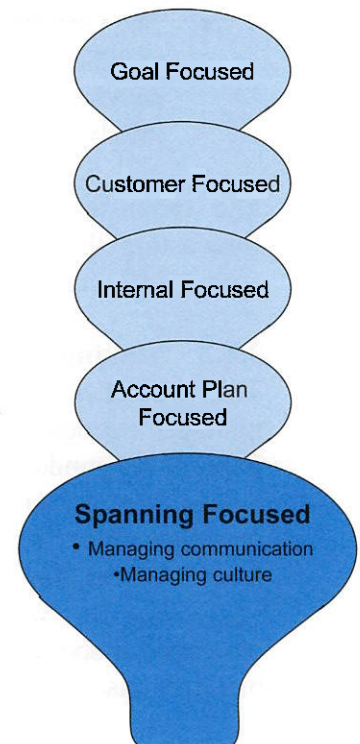 Goal Focused
Customer Focused
Internal Focused
Account Plan
Focused
Spanning Focused
• Managing communication
•Managing culture